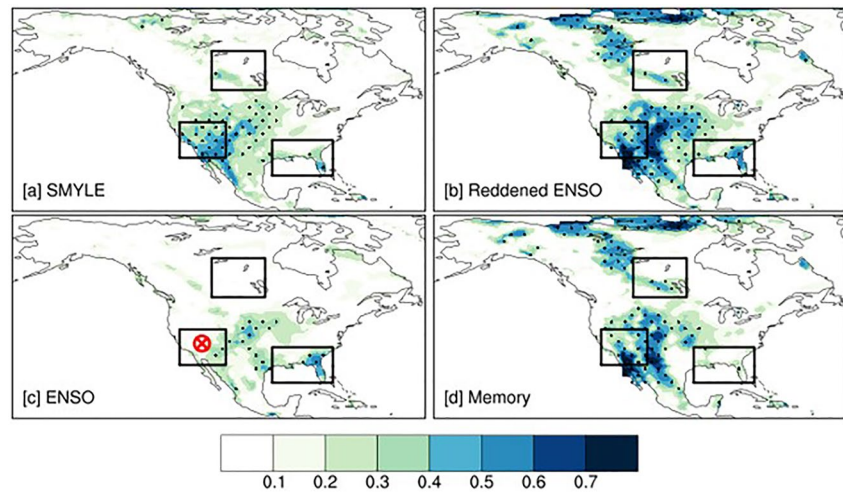 [a] SMYLE
[b] Reddened ENSO
[c] ENSO
[d] Memory
0.1 0.2 0.3 0.4 0.5 0.6 0.7